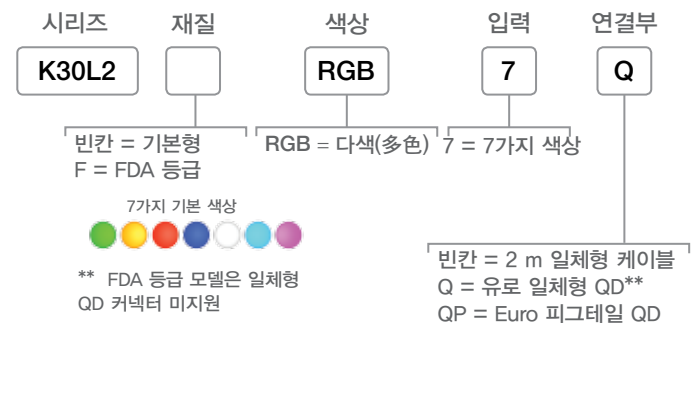 시리즈 재질 색상 입력 연결부
K30L2 RGB 7 Q
빈칸 = 기본형
F = FDA 등급
RGB = 다색(多色)
7 = 7가지 색상
7가지 기본 색상
** FDA 등급 모델은 일체형
QD 커넥터 미지원
빈칸 = 2 m 일체형 케이블
Q = 유로 일체형 QD**
QP = Euro 피그테일 QD